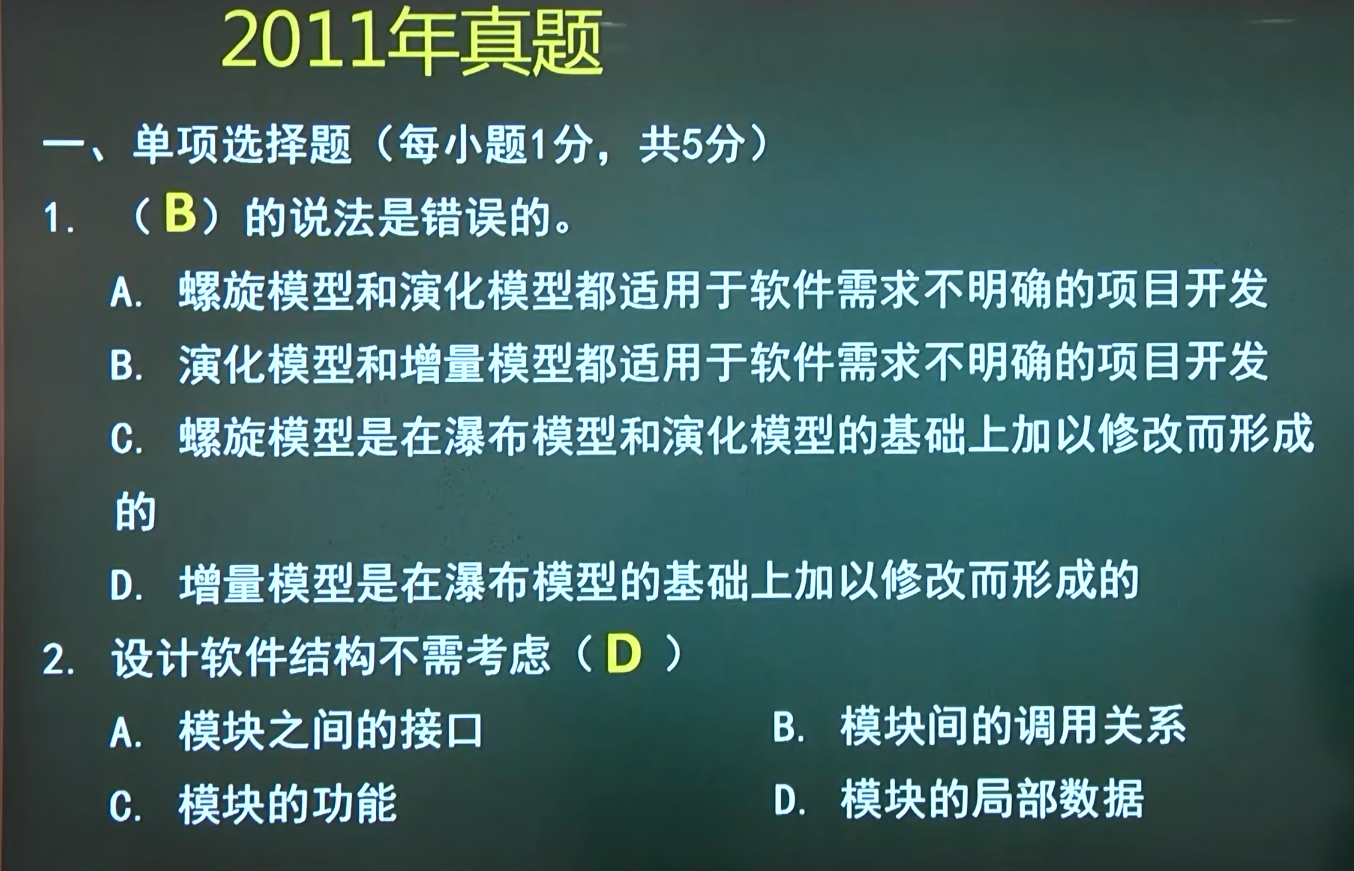 2011年真题
一、单项选择题（每小题1分，共5分）
1. （B）的说法是错误的。
A. 螺旋模型和演化模型都适用于软件需求不明确的项目开发
B. 演化模型和增量模型都适用于软件需求不明确的项目开发
C. 螺旋模型是在瀑布模型和演化模型的基础上加以修改而形成
的
D. 增量模型是在瀑布模型的基础上加以修改而形成的
2. 设计软件结构不需考虑（D）
A. 模块之间的接口 B. 模块间的调用关系
C. 模块的功能 D. 模块的局部数据